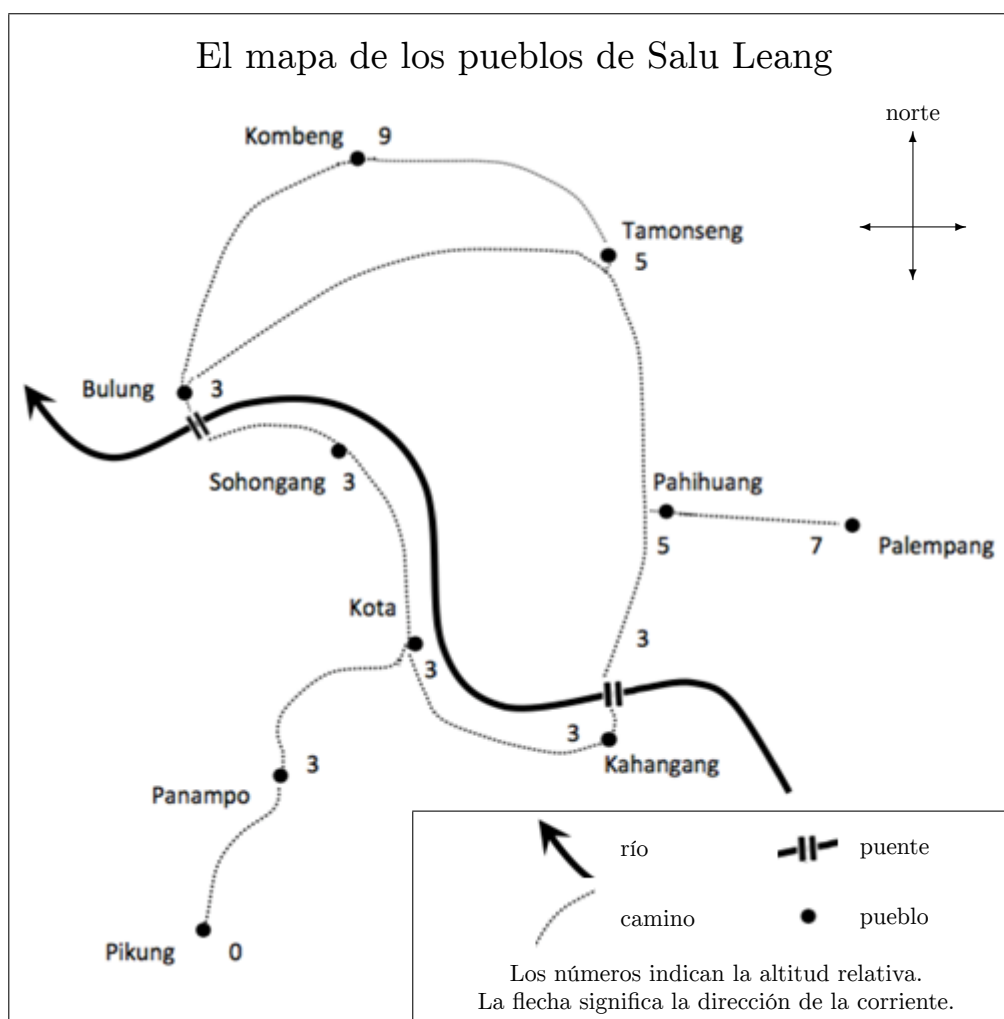 El mapa de los pueblos de Salu Leang
norte
Kombeng 9
Tamonseng
5
Bulung 3
Sohongang 3
Pahihuang
5
7 Palempang
Kota
3
3
3
Kahangang
3
Panampo
Pikung 0
río
puente
camino
pueblo
Los números indican la altitud relativa.
La flecha significa la dirección de la corriente.